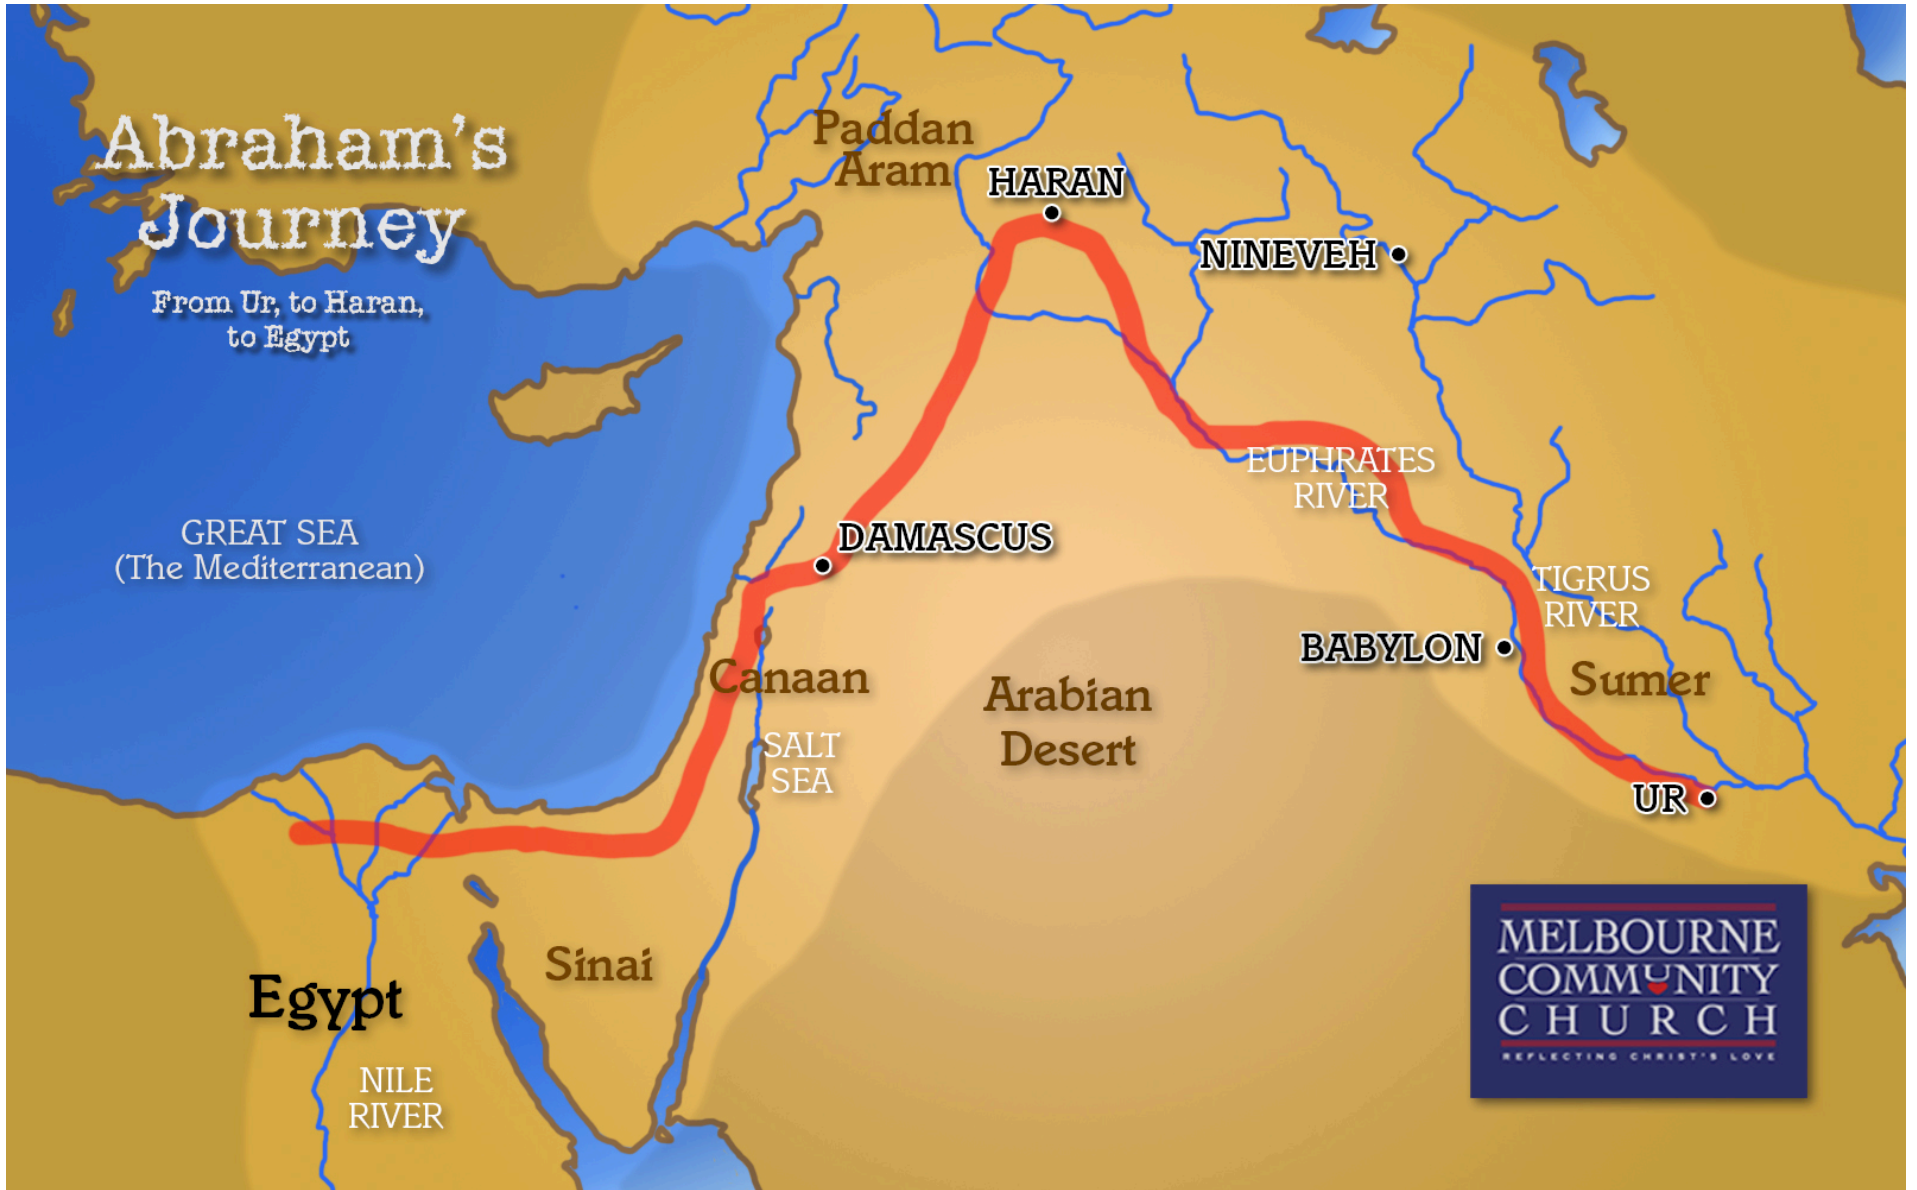 Abraham's
Journey
From Ur, to Haran,
to Egypt
Paddan
Aram
HARAN
NINEVEH
EUPHRATES
RIVER
GREAT SEA
(The Mediterranean)
DAMASCUS
TIGRUS
RIVER
BABYLON
Canaan
Arabian
Desert
Sumer
SALT
SEA
UR
Sinai
Egypt
NILE
RIVER
MELBOURNE
COMMUNITY
CHURCH
REFLECTING CHRIST'S LOVE